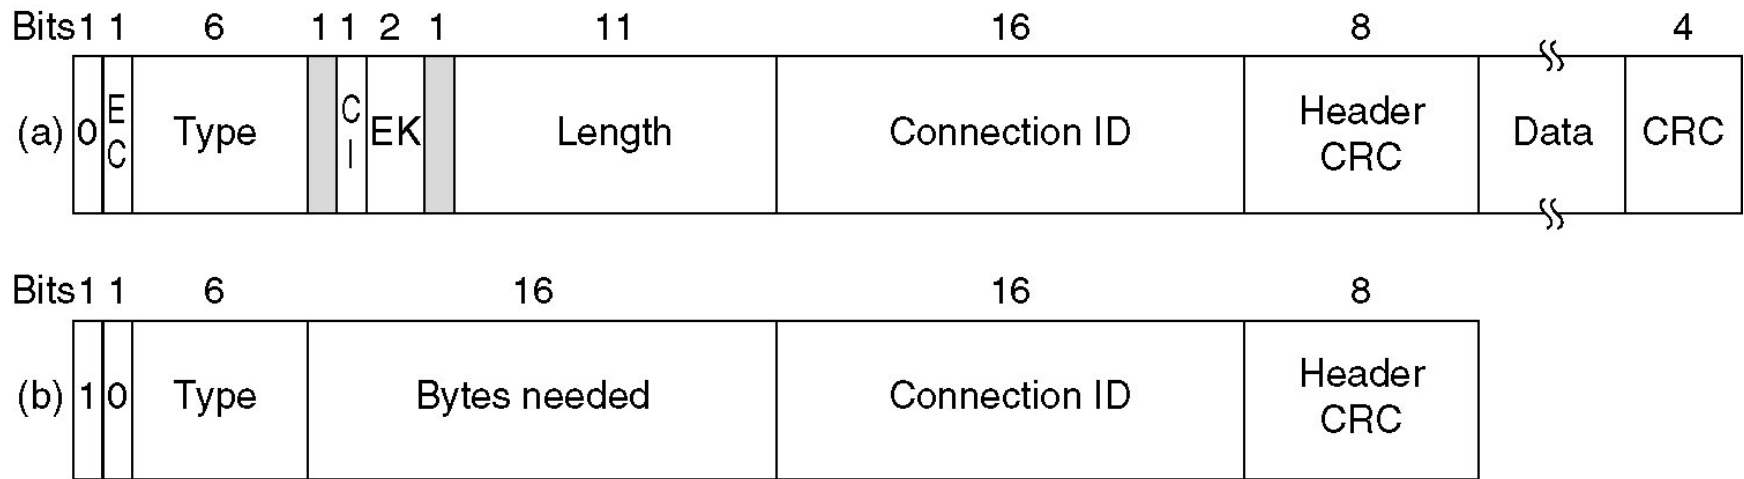 Bits 1 1 6 1 1 2 1 11 16 8 4
(a) 0 EC Type CI EK Length Connection ID Header CRC Data CRC
Bits 1 1 6 16 16 8
(b) 1 0 Type Bytes needed Connection ID Header CRC